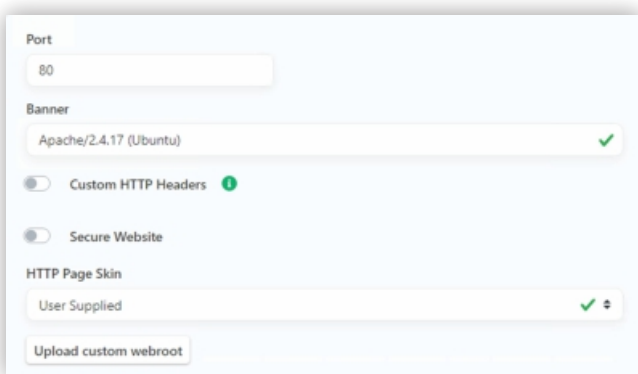 Port
80
Banner
Apache/2.4.17 (Ubuntu)
Custom HTTP Headers i
Secure Website
HTTP Page Skin
User Supplied
Upload custom webroot